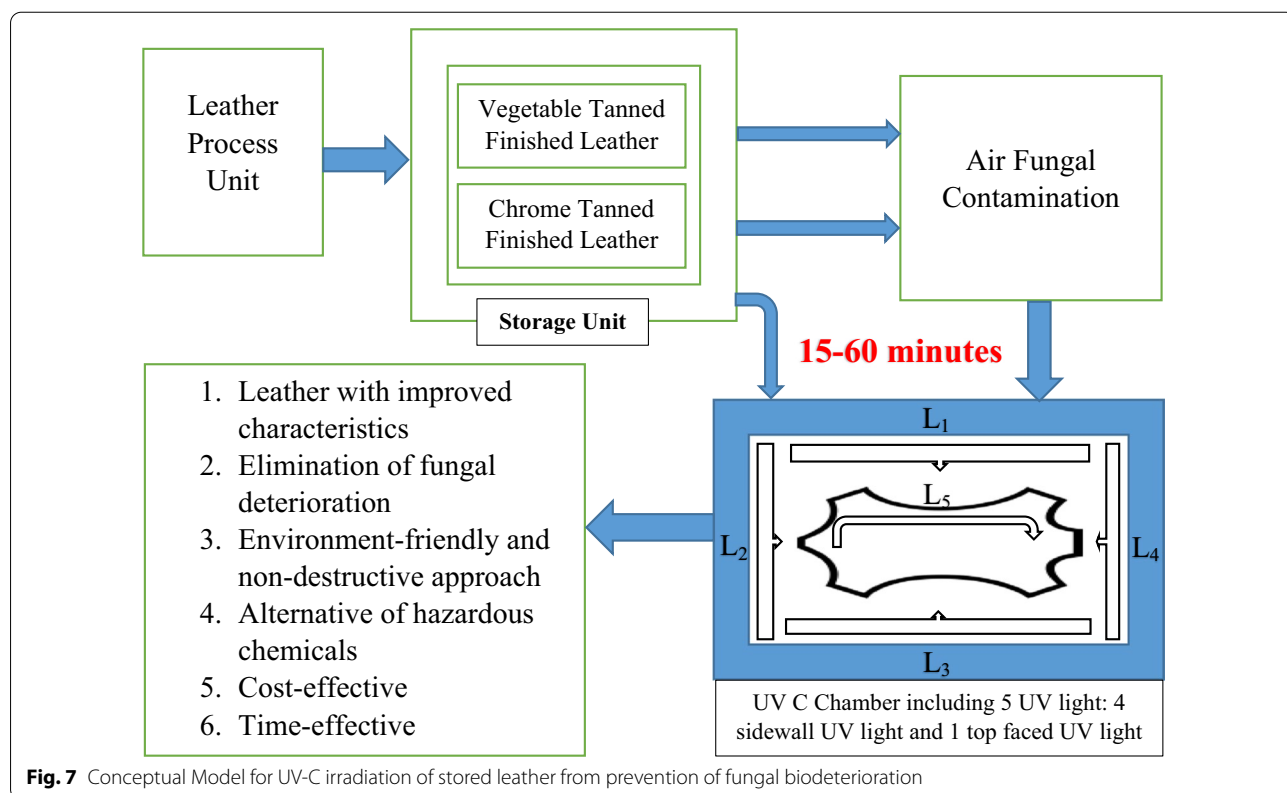 Leather
Process
Unit
Vegetable Tanned
Finished Leather
Chrome Tanned
Finished Leather
Storage Unit
Air Fungal
Contamination
15-60 minutes
1. Leather with improved
characteristics
2. Elimination of fungal
deterioration
3. Environment-friendly and
non-destructive approach
4. Alternative of hazardous
chemicals
5. Cost-effective
6. Time-effective
L₁
L₅
L₂
L₄
L₃
UV C Chamber including 5 UV light: 4
sidewall UV light and 1 top faced UV light
Fig. 7 Conceptual Model for UV-C irradiation of stored leather from prevention of fungal biodeterioration